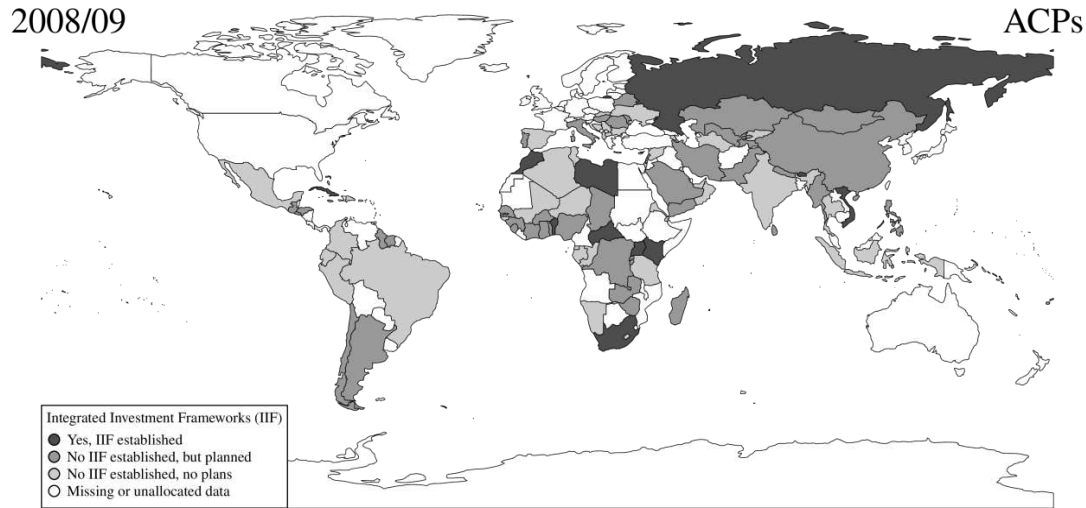 2008/09
ACPs
Integrated Investment Frameworks (IIF)
Yes, IIF established
No IIF established, but planned
No IIF established, no plans
Missing or unallocated data